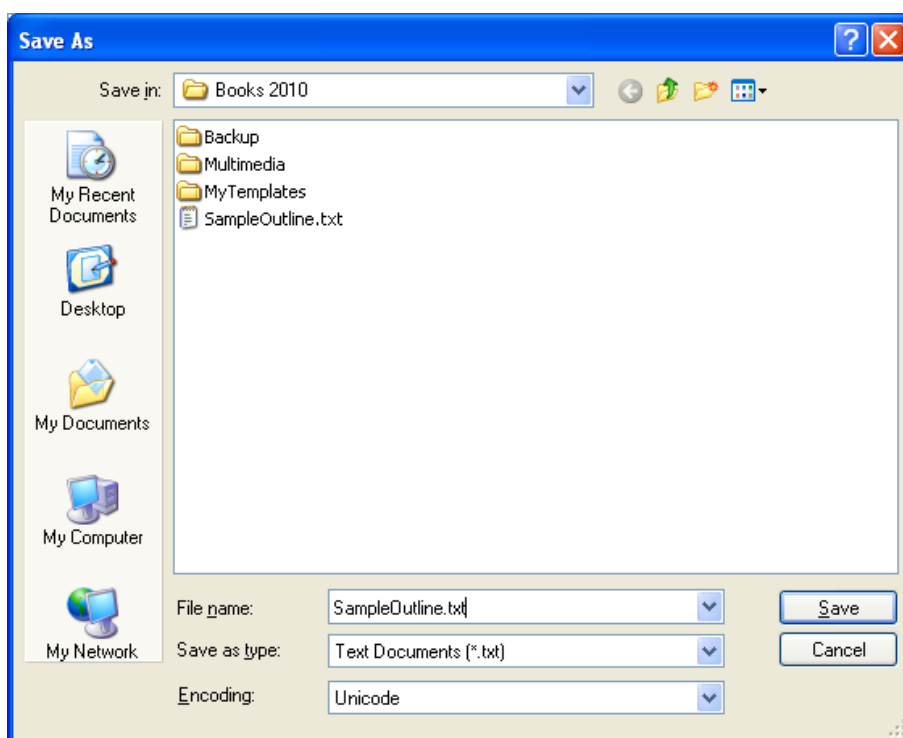 Save As
?
Save in:
Books 2010
Backup
Multimedia
MyTemplates
SampleOutline.txt
My Recent
Documents
Desktop
My Documents
My Computer
My Network
File name:
SampleOutline.txt
Save
Save as type:
Text Documents (*.txt)
Cancel
Encoding:
Unicode